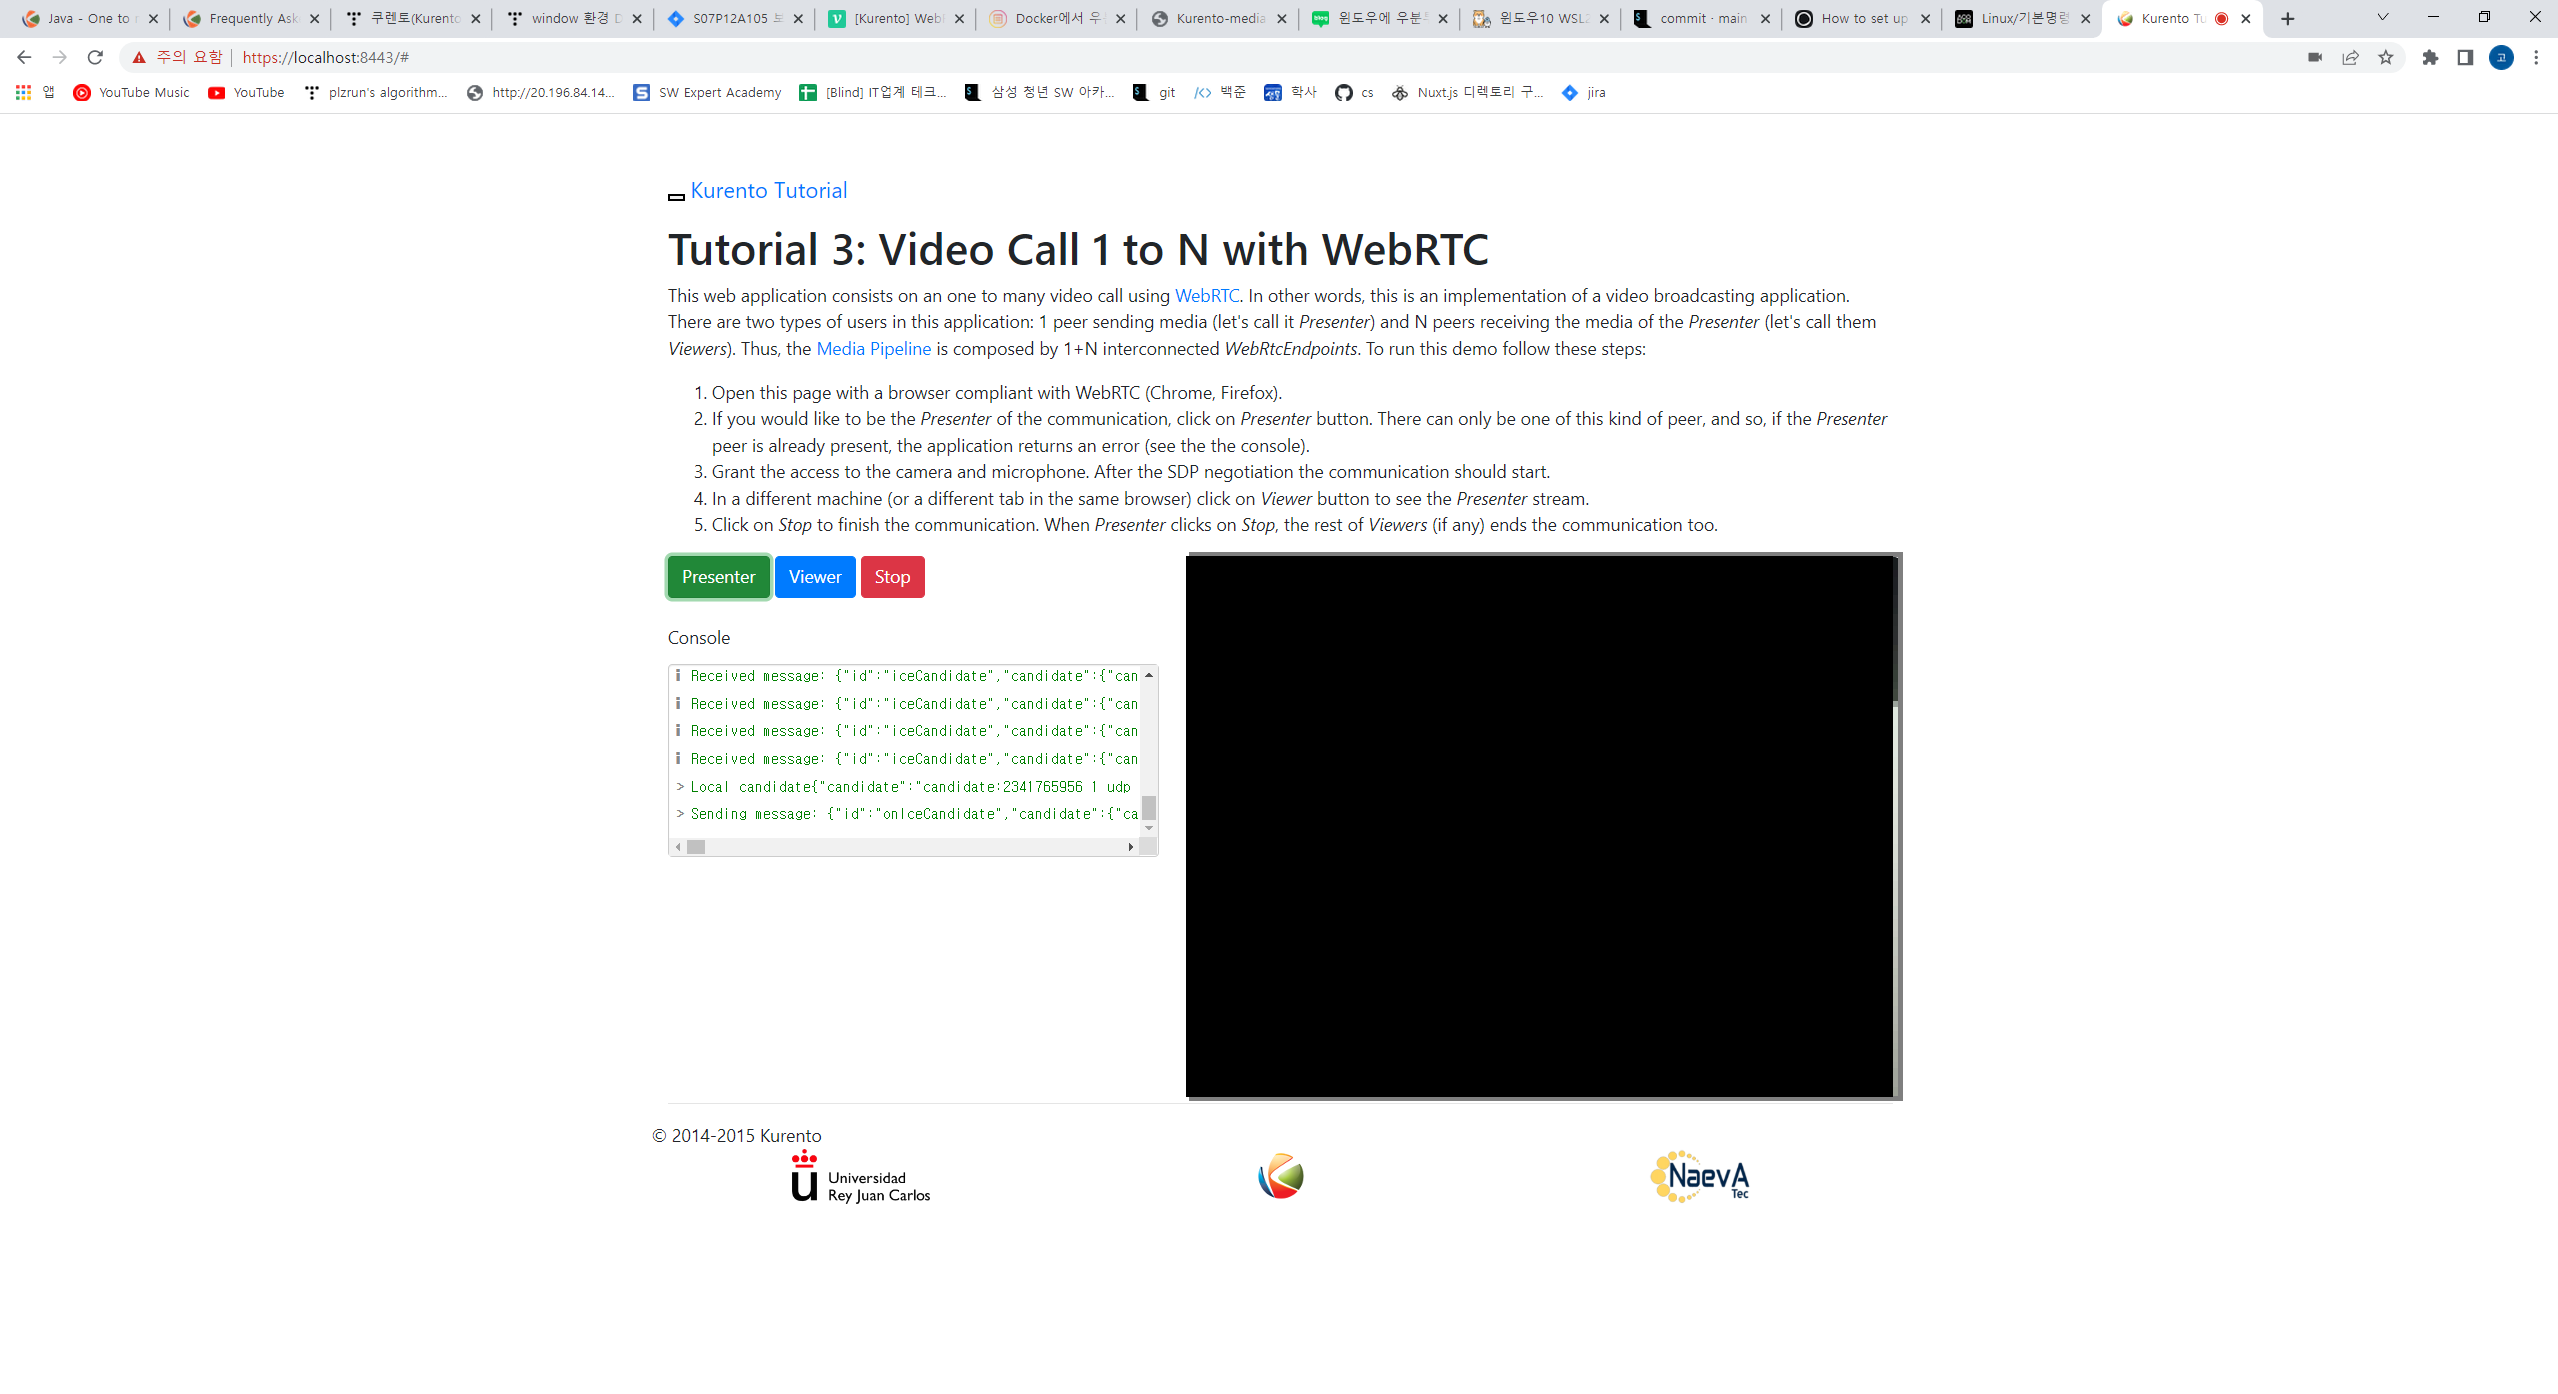 Java - One to
Frequently Ask
쿠렌토(Kurento
window 환경
S07P12A105
[Kurento] Web
Docker에서 우분
Kurento-media
윈도우에 우분투
윈도우10 WSL2
commit · main
How to set up
Linux/기본명령
Kurento Tu
주의 요함
https://localhost:8443/#
고
앱
YouTube Music
YouTube
plzrun's algorithm...
http://20.196.84.14...
SW Expert Academy
[Blind] IT업계 테크...
삼성 청년 SW 아카...
git
백준
학사
cs
Nuxt.js 디렉토리 구...
jira
Kurento Tutorial
Tutorial 3: Video Call 1 to N with WebRTC
This web application consists on an one to many video call using WebRTC. In other words, this is an implementation of a video broadcasting application.
There are two types of users in this application: 1 peer sending media (let's call it Presenter) and N peers receiving the media of the Presenter (let's call them
Viewers). Thus, the Media Pipeline is composed by 1+N interconnected WebRtcEndpoints. To run this demo follow these steps:
1. Open this page with a browser compliant with WebRTC (Chrome, Firefox).
2. If you would like to be the Presenter of the communication, click on Presenter button. There can only be one of this kind of peer, and so, if the Presenter
peer is already present, the application returns an error (see the the console).
3. Grant the access to the camera and microphone. After the SDP negotiation the communication should start.
4. In a different machine (or a different tab in the same browser) click on Viewer button to see the Presenter stream.
5. Click on Stop to finish the communication. When Presenter clicks on Stop, the rest of Viewers (if any) ends the communication too.
Presenter Viewer Stop
Console
Received message: {"id":"iceCandidate","candidate":{"can
Received message: {"id":"iceCandidate","candidate":{"can
Received message: {"id":"iceCandidate","candidate":{"can
Received message: {"id":"iceCandidate","candidate":{"can
> Local candidate{"candidate":"candidate:2341765956 1 udp
> Sending message: {"id":"onIceCandidate","candidate":{"ca
© 2014-2015 Kurento
u Universidad
Rey Juan Carlos
NaevA
Tec